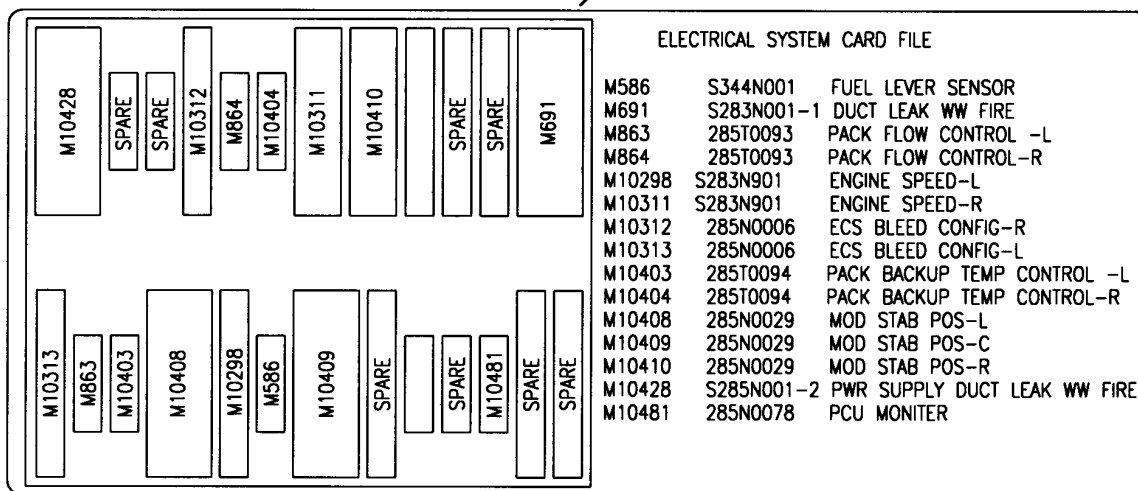 ELECTRICAL SYSTEM CARD FILE
M10428
SPARE
SPARE
M10312
M864
M10404
M10311
M10410
SPARE
SPARE
M691
M10313
M863
M10403
M10408
M10298
M586
M10409
SPARE
SPARE
M10481
SPARE
SPARE
M586 S344N001 FUEL LEVER SENSOR
M691 S283N001-1 DUCT LEAK WW FIRE
M863 285T0093 PACK FLOW CONTROL -L
M864 285T0093 PACK FLOW CONTROL-R
M10298 S283N901 ENGINE SPEED-L
M10311 S283N901 ENGINE SPEED-R
M10312 285N0006 ECS BLEED CONFIG-R
M10313 285N0006 ECS BLEED CONFIG-L
M10403 285T0094 PACK BACKUP TEMP CONTROL -L
M10404 285T0094 PACK BACKUP TEMP CONTROL-R
M10408 285N0029 MOD STAB POS-L
M10409 285N0029 MOD STAB POS-C
M10410 285N0029 MOD STAB POS-R
M10428 S285N001-2 PWR SUPPLY DUCT LEAK WW FIRE
M10481 285N0078 PCU MONITER